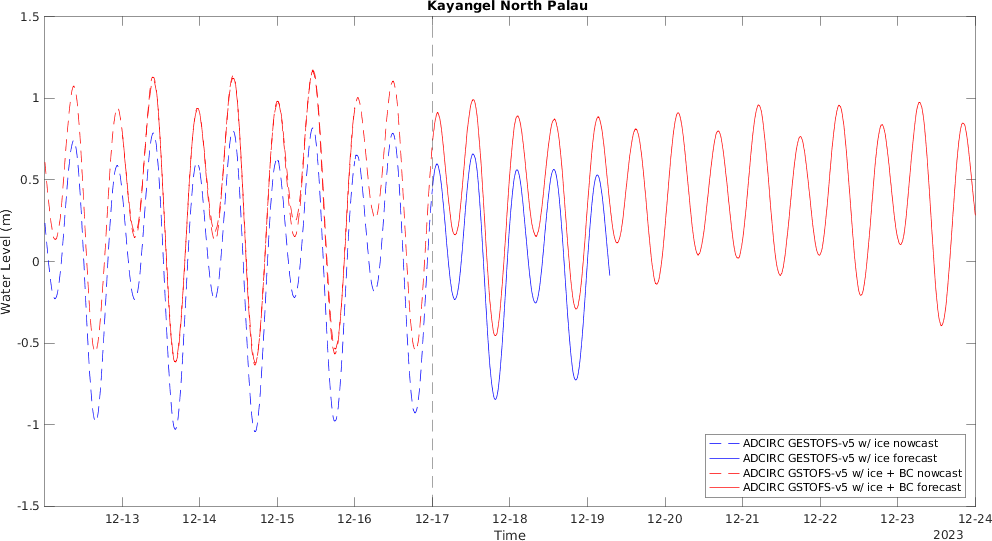 Kayangel North Palau
1.5
1
0.5
0
-0.5
-1
-1.5
Water Level (m)
ADCIRC GESTOFS-v5 w/ ice nowcast
ADCIRC GESTOFS-v5 w/ ice forecast
ADCIRC GSTOFS-v5 w/ ice + BC nowcast
ADCIRC GSTOFS-v5 w/ ice + BC forecast
12-13 12-14 12-15 12-16 12-17 12-18 12-19 12-20 12-21 12-22 12-23 12-24
Time
2023